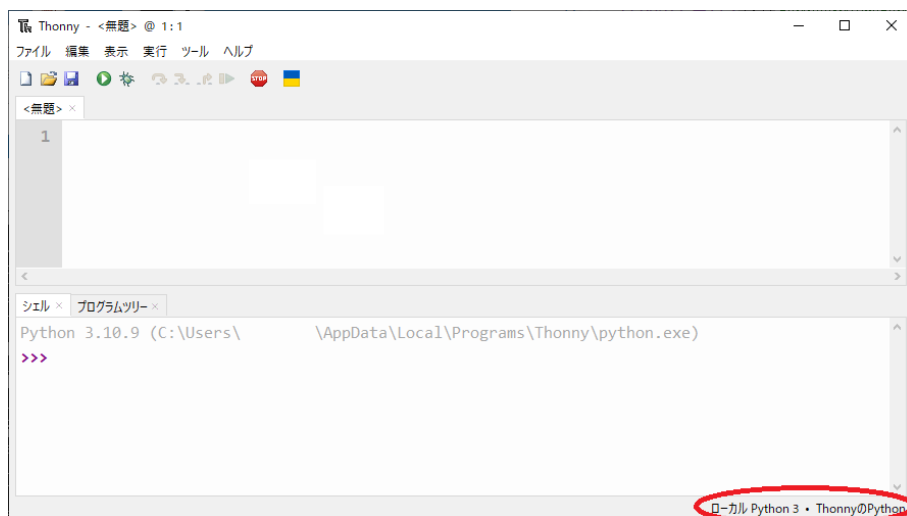 Thonny - <無題> @ 1:1
ファイル 編集 表示 実行 ツール ヘルプ
STOP
<無題>
1
シェル プログラムツリー
Python 3.10.9 (C:\Users\ \AppData\Local\Programs\Thonny\python.exe)
>>>
ローカル Python 3 • ThonnyのPython